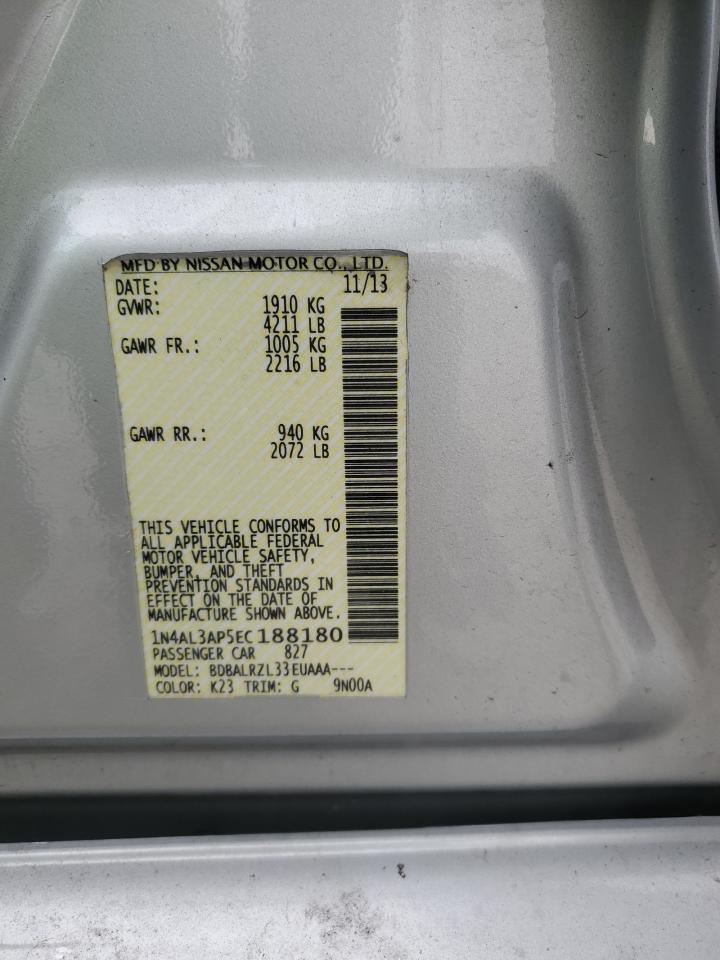 MFD BY NISSAN MOTOR CO., LTD.
DATE: 11/13
GVWR: 1910 KG
4211 LB
GAWR FR.: 1005 KG
2216 LB
GAWR RR.: 940 KG
2072 LB
THIS VEHICLE CONFORMS TO
ALL APPLICABLE FEDERAL
MOTOR VEHICLE SAFETY,
BUMPER, AND THEFT
PREVENTION STANDARDS IN
EFFECT ON THE DATE OF
MANUFACTURE SHOWN ABOVE.
1N4AL3AP5EC188180
PASSENGER CAR 827
MODEL: BDBALRZL33EUAAA---
COLOR: K23 TRIM: G 9N00A